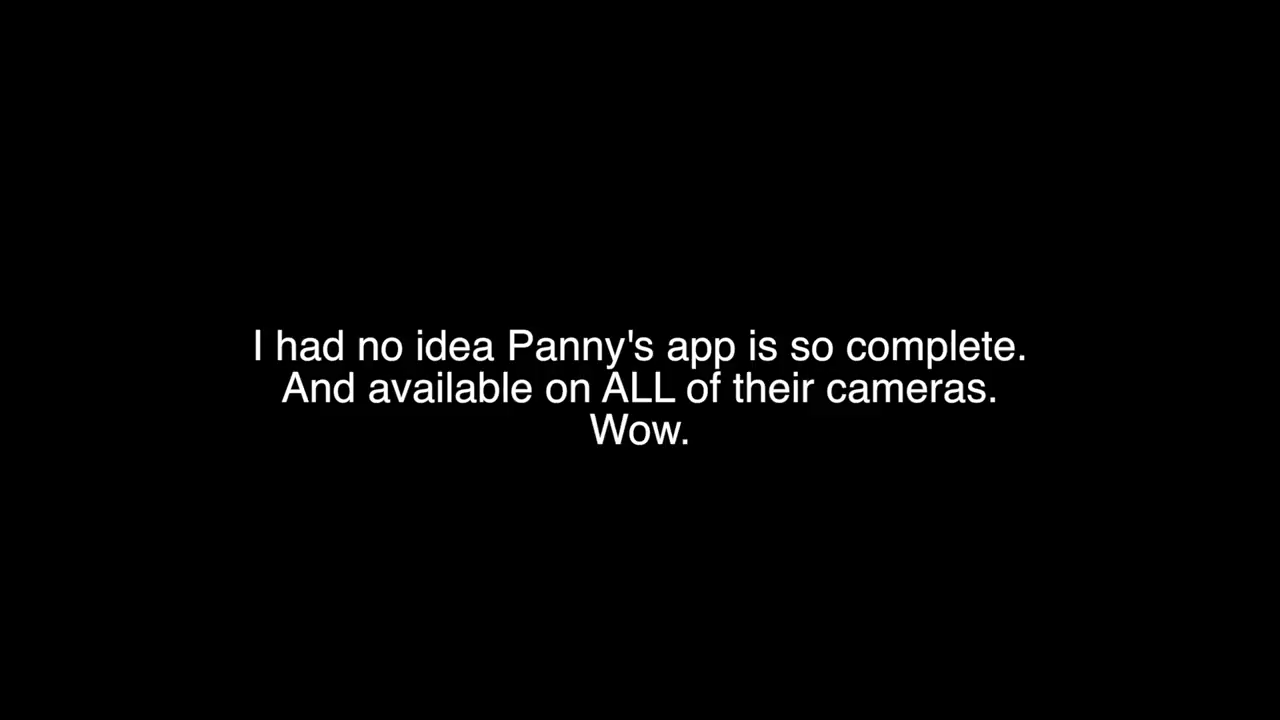 I had no idea Panny's app is so complete.
And available on ALL of their cameras.
Wow.